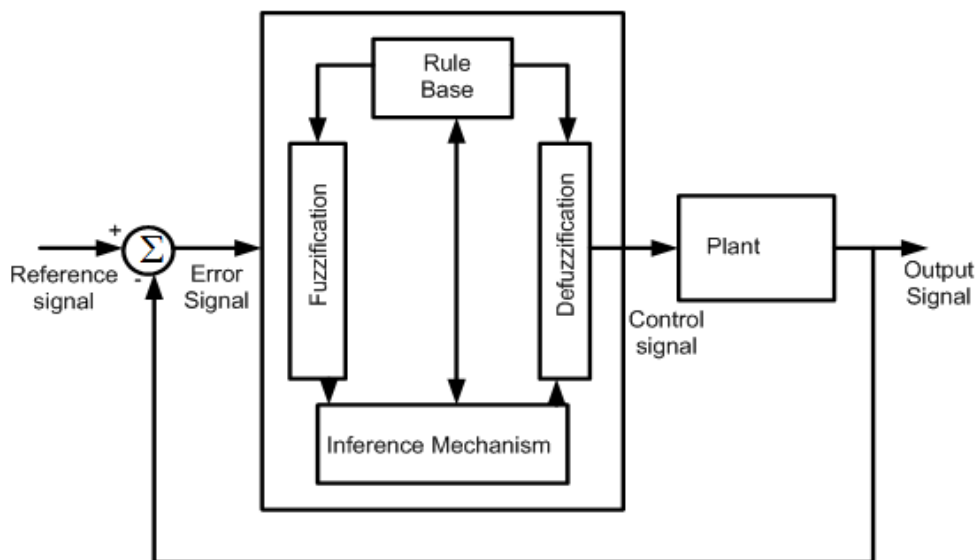 Rule
Base
Fuzzification
Defuzzification
+
Σ
-
Reference
signal
Error
Signal
Plant
Output
Signal
Control
signal
Inference Mechanism